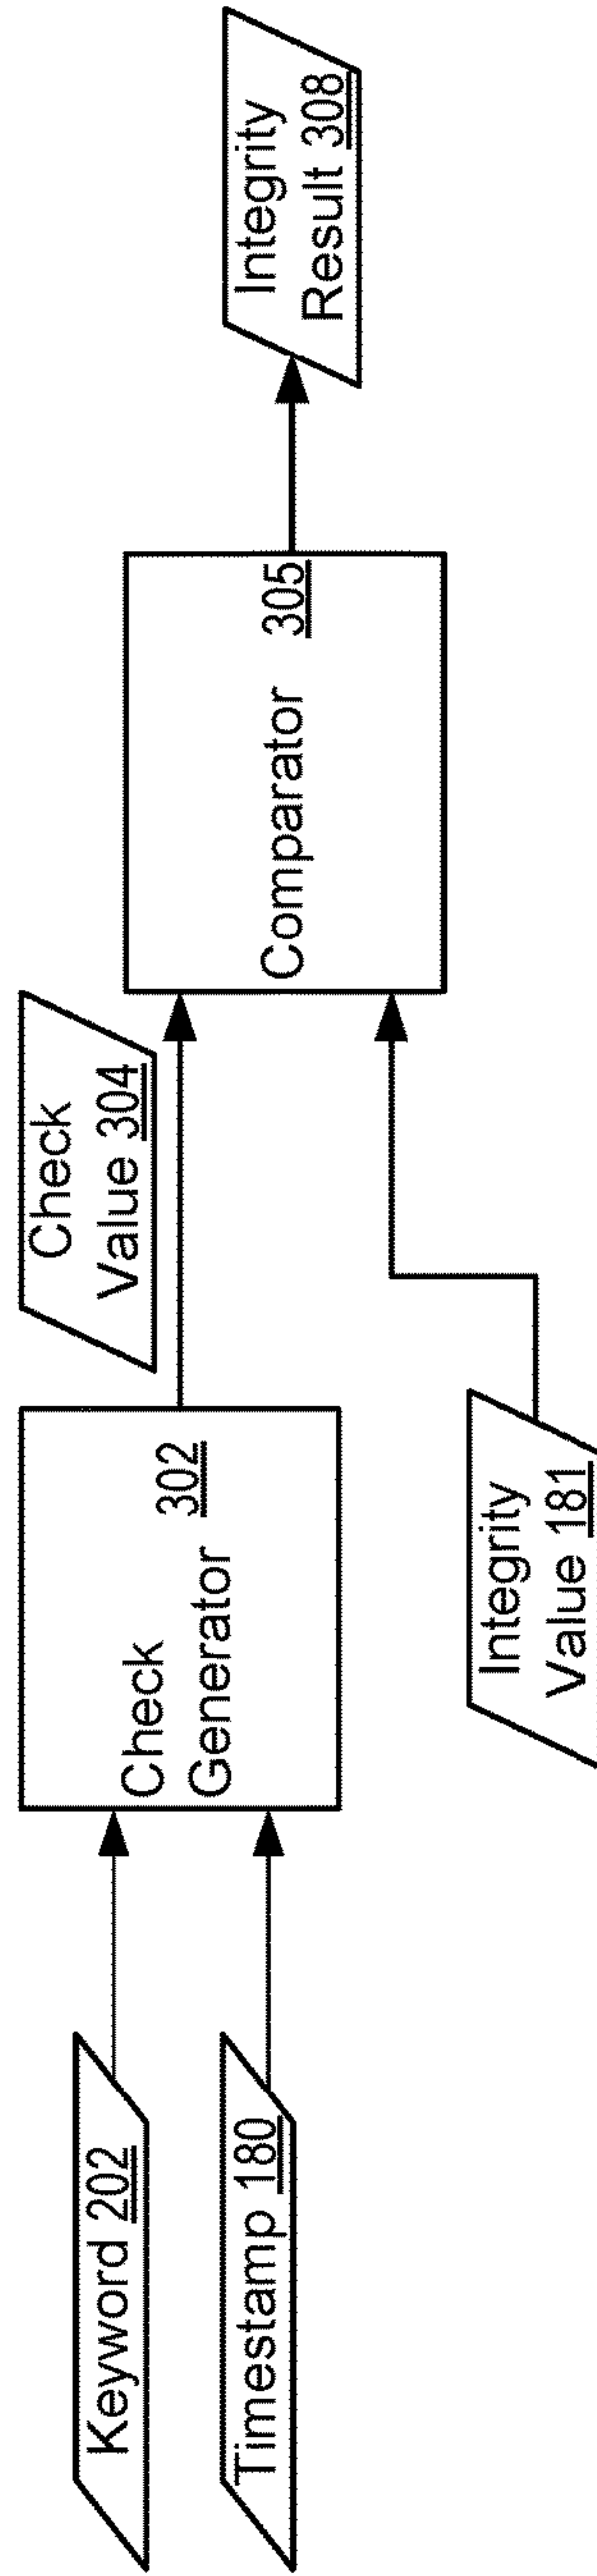 Keyword 202
Timestamp 180
Check
Generator 302
Check
Value 304
Integrity
Value 181
Comparator 305
Integrity
Result 308